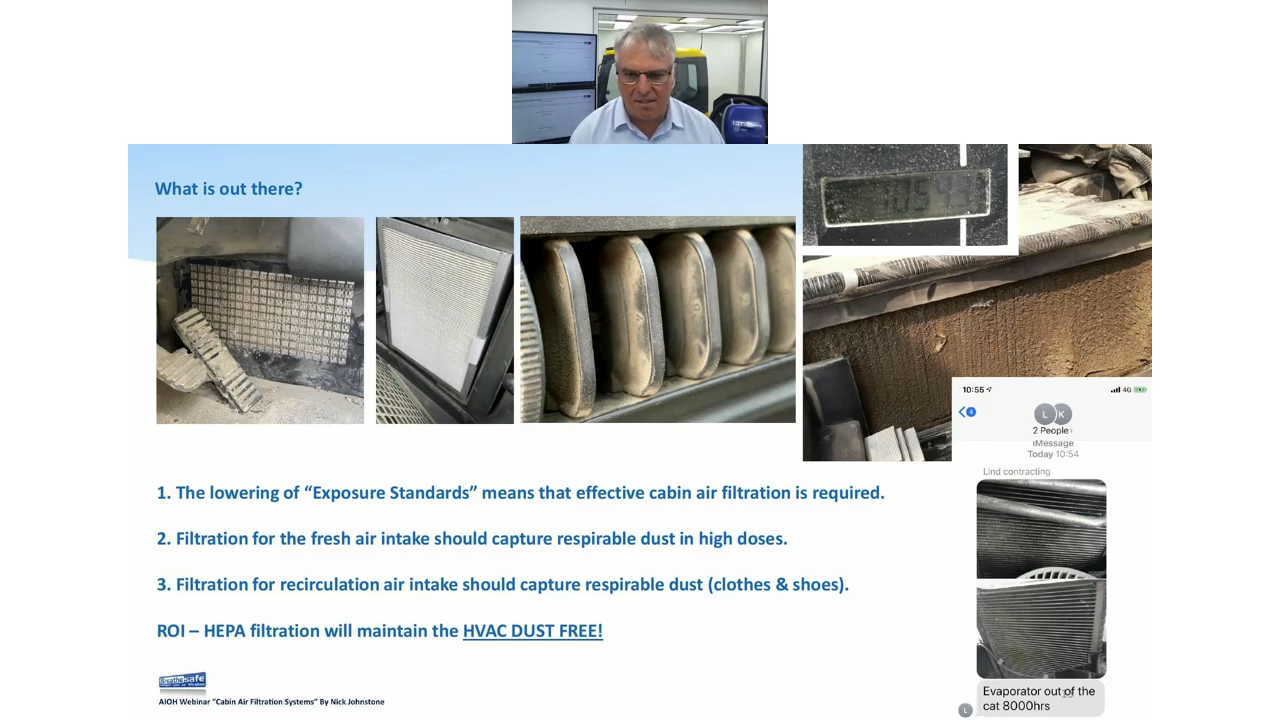 What is out there?
1. The lowering of “Exposure Standards” means that effective cabin air filtration is required.
2. Filtration for the fresh air intake should capture respirable dust in high doses.
3. Filtration for recirculation air intake should capture respirable dust (clothes & shoes).
ROI – HEPA filtration will maintain the HVAC DUST FREE!
Breathe safe
AIOH Webinar “Cabin Air Filtration Systems” By Nick Johnstone
10:55
4G
4
L K
2 People
iMessage
Today 10:54
Lind contracting
Evaporator out of the
cat 8000hrs
L